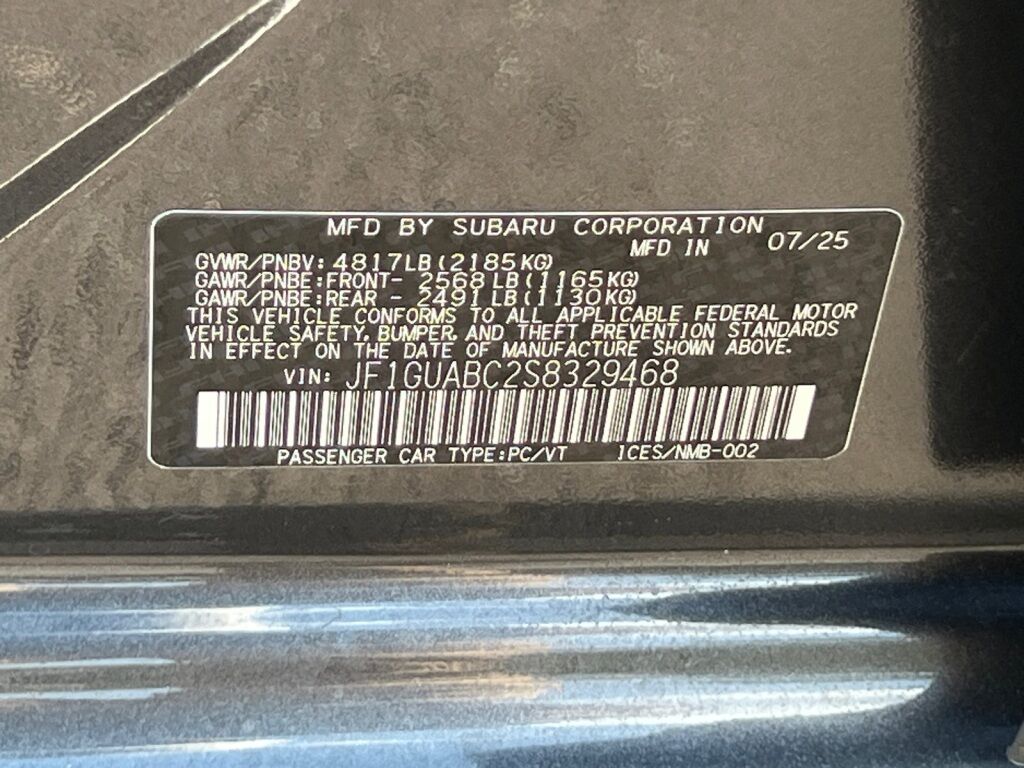 MFD BY SUBARU CORPORATION
MFD IN 07/25
GVWR/PNBV: 4817LB(2185KG)
GAWR/PNBE:FRONT- 2568LB(1165KG)
GAWR/PNBE:REAR - 2491LB(1130KG)
THIS VEHICLE CONFORMS TO ALL APPLICABLE FEDERAL MOTOR
VEHICLE SAFETY, BUMPER, AND THEFT PREVENTION STANDARDS
IN EFFECT ON THE DATE OF MANUFACTURE SHOWN ABOVE.
VIN: JF1GUABC2S8329468
PASSENGER CAR TYPE:PC/VT ICES/NMB-002